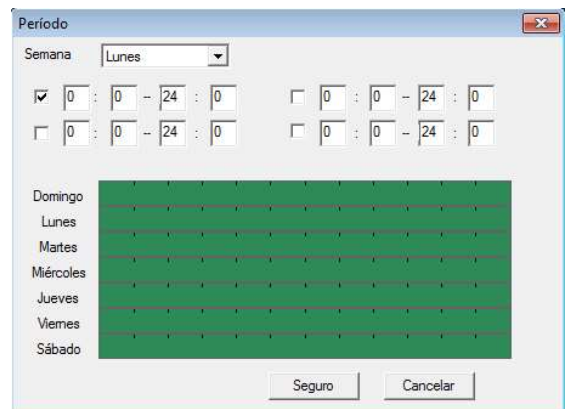 Período
Semana Lunes
0 : 0 - 24 : 0 0 : 0 - 24 : 0
0 : 0 - 24 : 0 0 : 0 - 24 : 0
Domingo
Lunes
Martes
Miércoles
Jueves
Viernes
Sábado
Seguro Cancelar